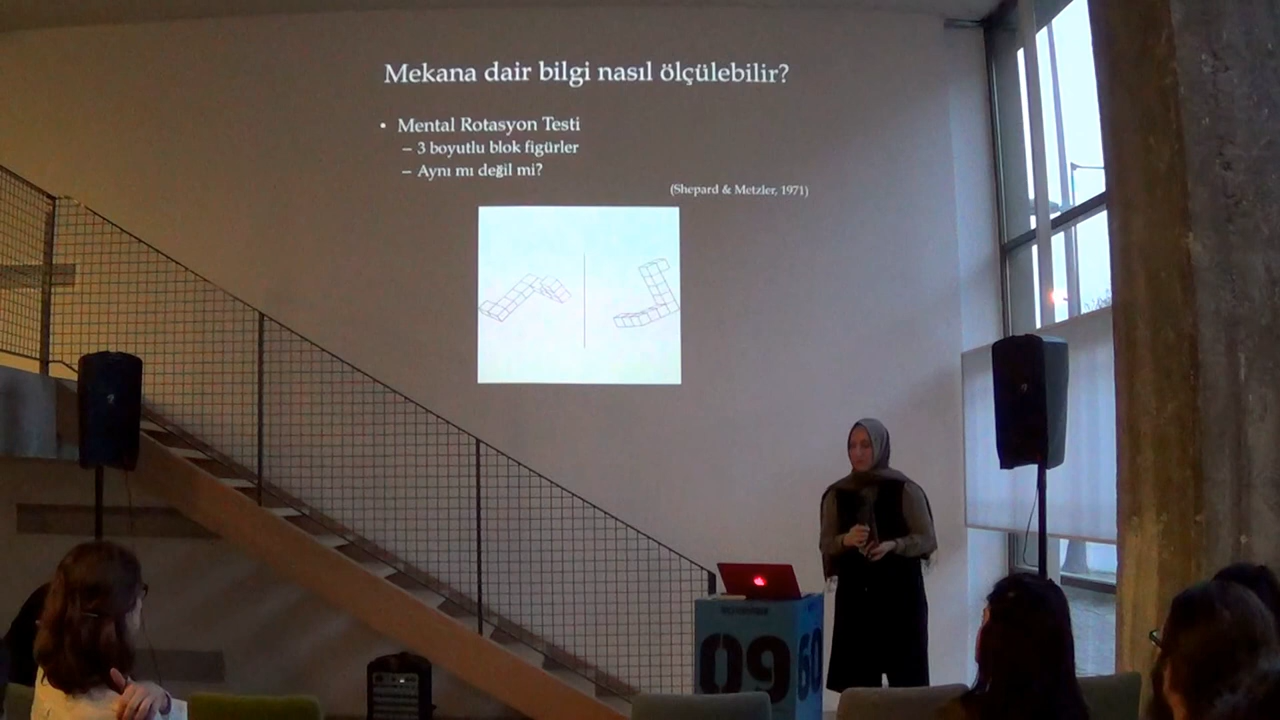 Mekana dair bilgi nasıl ölçülebilir?
• Mental Rotasyon Testi
– 3 boyutlu blok figürler
– Aynı mı değil mi?
(Shepard & Metzler, 1971)
09
60